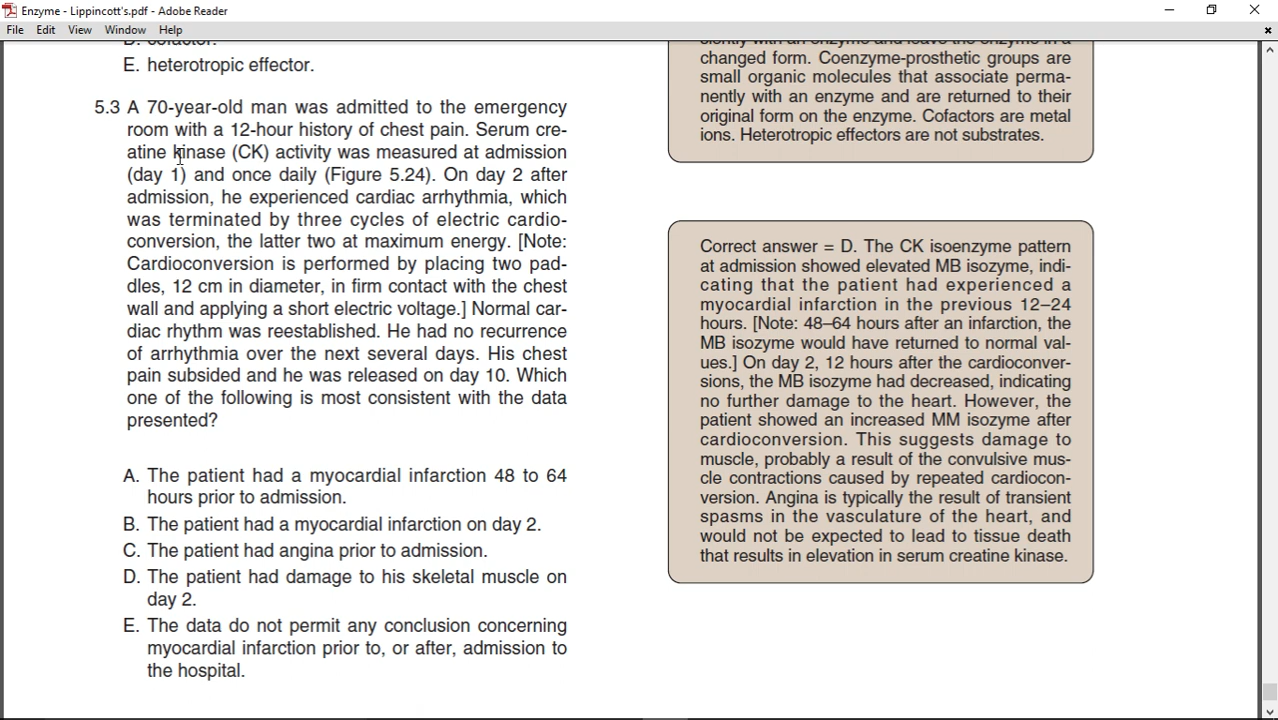 Enzyme - Lippincott's.pdf - Adobe Reader
File Edit View Window Help
D. cofactor.
E. heterotropic effector.
5.3 A 70-year-old man was admitted to the emergency
room with a 12-hour history of chest pain. Serum cre-
atine kinase (CK) activity was measured at admission
(day 1) and once daily (Figure 5.24). On day 2 after
admission, he experienced cardiac arrhythmia, which
was terminated by three cycles of electric cardio-
conversion, the latter two at maximum energy. [Note:
Cardioconversion is performed by placing two pad-
dles, 12 cm in diameter, in firm contact with the chest
wall and applying a short electric voltage.] Normal car-
diac rhythm was reestablished. He had no recurrence
of arrhythmia over the next several days. His chest
pain subsided and he was released on day 10. Which
one of the following is most consistent with the data
presented?
A. The patient had a myocardial infarction 48 to 64
hours prior to admission.
B. The patient had a myocardial infarction on day 2.
C. The patient had angina prior to admission.
D. The patient had damage to his skeletal muscle on
day 2.
E. The data do not permit any conclusion concerning
myocardial infarction prior to, or after, admission to
the hospital.
siently with an enzyme and leave the enzyme in a
changed form. Coenzyme-prosthetic groups are
small organic molecules that associate perma-
nently with an enzyme and are returned to their
original form on the enzyme. Cofactors are metal
ions. Heterotropic effectors are not substrates.
Correct answer = D. The CK isoenzyme pattern
at admission showed elevated MB isozyme, indi-
cating that the patient had experienced a
myocardial infarction in the previous 12–24
hours. [Note: 48–64 hours after an infarction, the
MB isozyme would have returned to normal val-
ues.] On day 2, 12 hours after the cardioconver-
sions, the MB isozyme had decreased, indicating
no further damage to the heart. However, the
patient showed an increased MM isozyme after
cardioconversion. This suggests damage to
muscle, probably a result of the convulsive mus-
cle contractions caused by repeated cardiocon-
version. Angina is typically the result of transient
spasms in the vasculature of the heart, and
would not be expected to lead to tissue death
that results in elevation in serum creatine kinase.